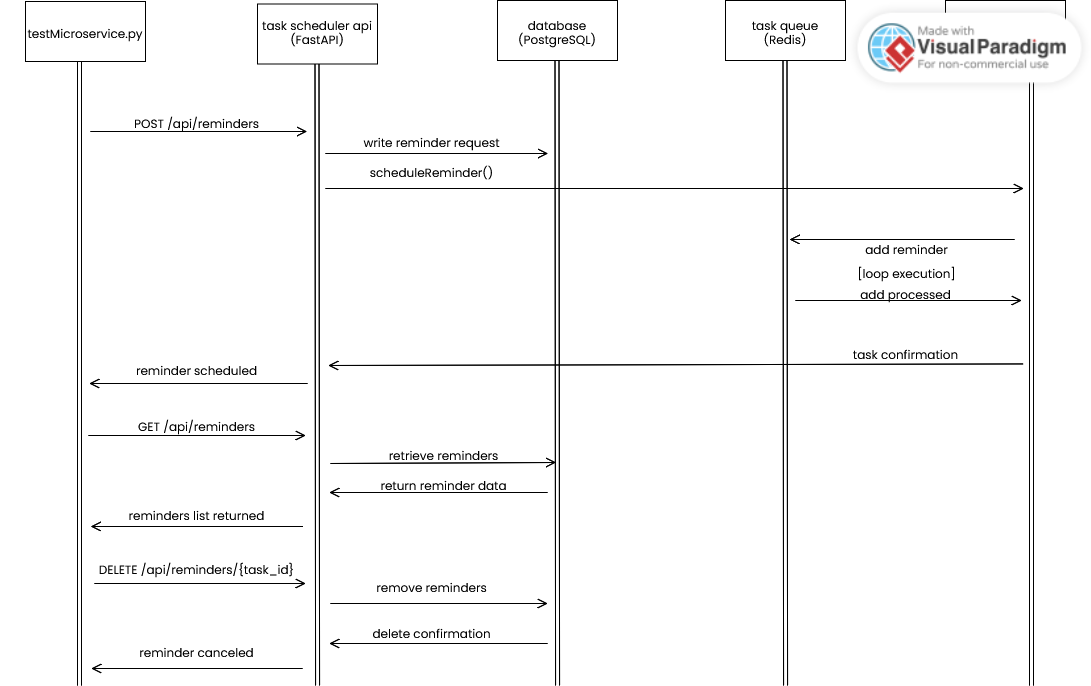 testMicroservice.py
task scheduler api
(FastAPI)
database
(PostgreSQL)
task queue
(Redis)
Made with
VisualParadigm
For non-commercial use
POST /api/reminders
write reminder request
scheduleReminder()
add reminder
[loop execution]
add processed
task confirmation
reminder scheduled
GET /api/reminders
retrieve reminders
return reminder data
reminders list returned
DELETE /api/reminders/{task_id}
remove reminders
delete confirmation
reminder canceled